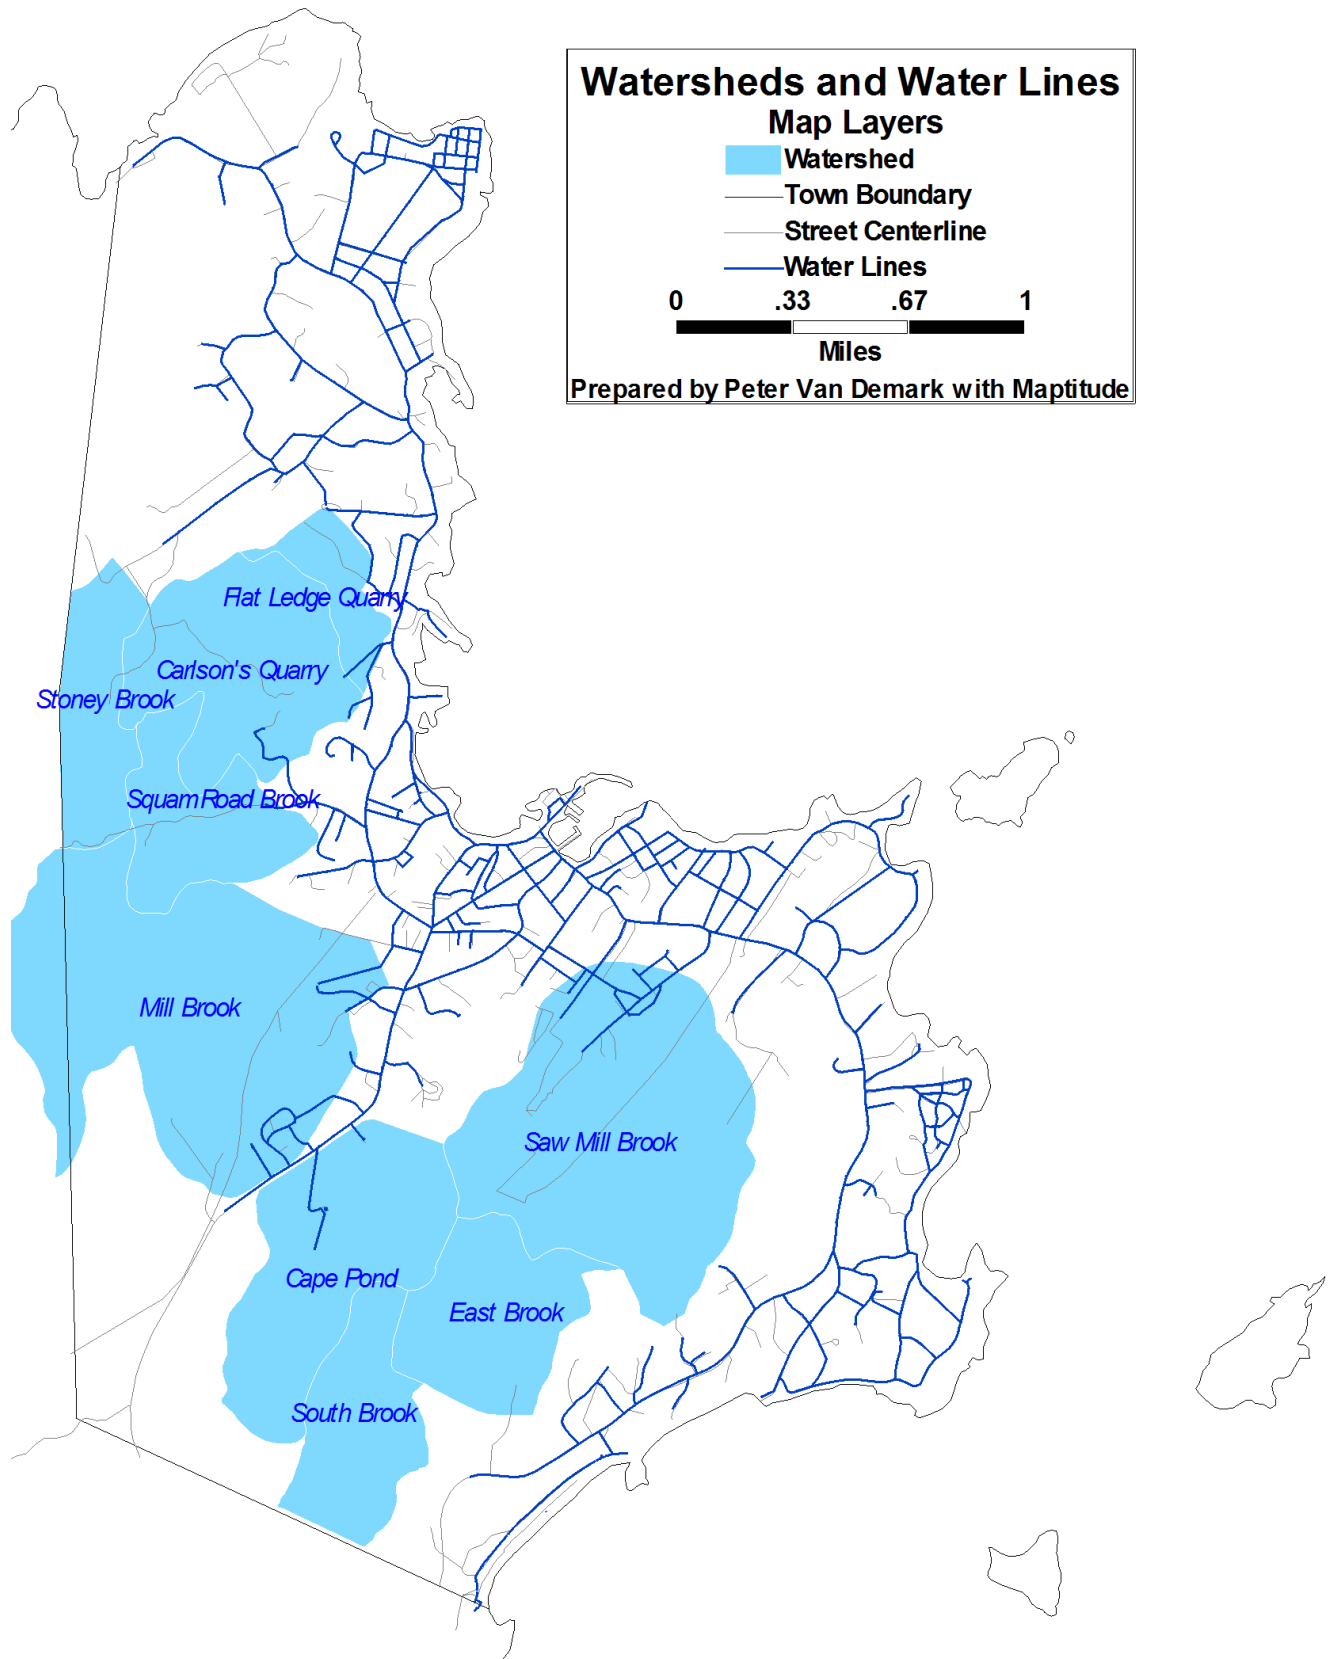 Watersheds and Water Lines
Map Layers
Watershed
Town Boundary
Street Centerline
Water Lines
0 .33 .67 1
Miles
Prepared by Peter Van Demark with Maptitude
Flat Ledge Quarry
Carlson's Quarry
Stoney Brook
Squam Road Brook
Mill Brook
Saw Mill Brook
Cape Pond
East Brook
South Brook